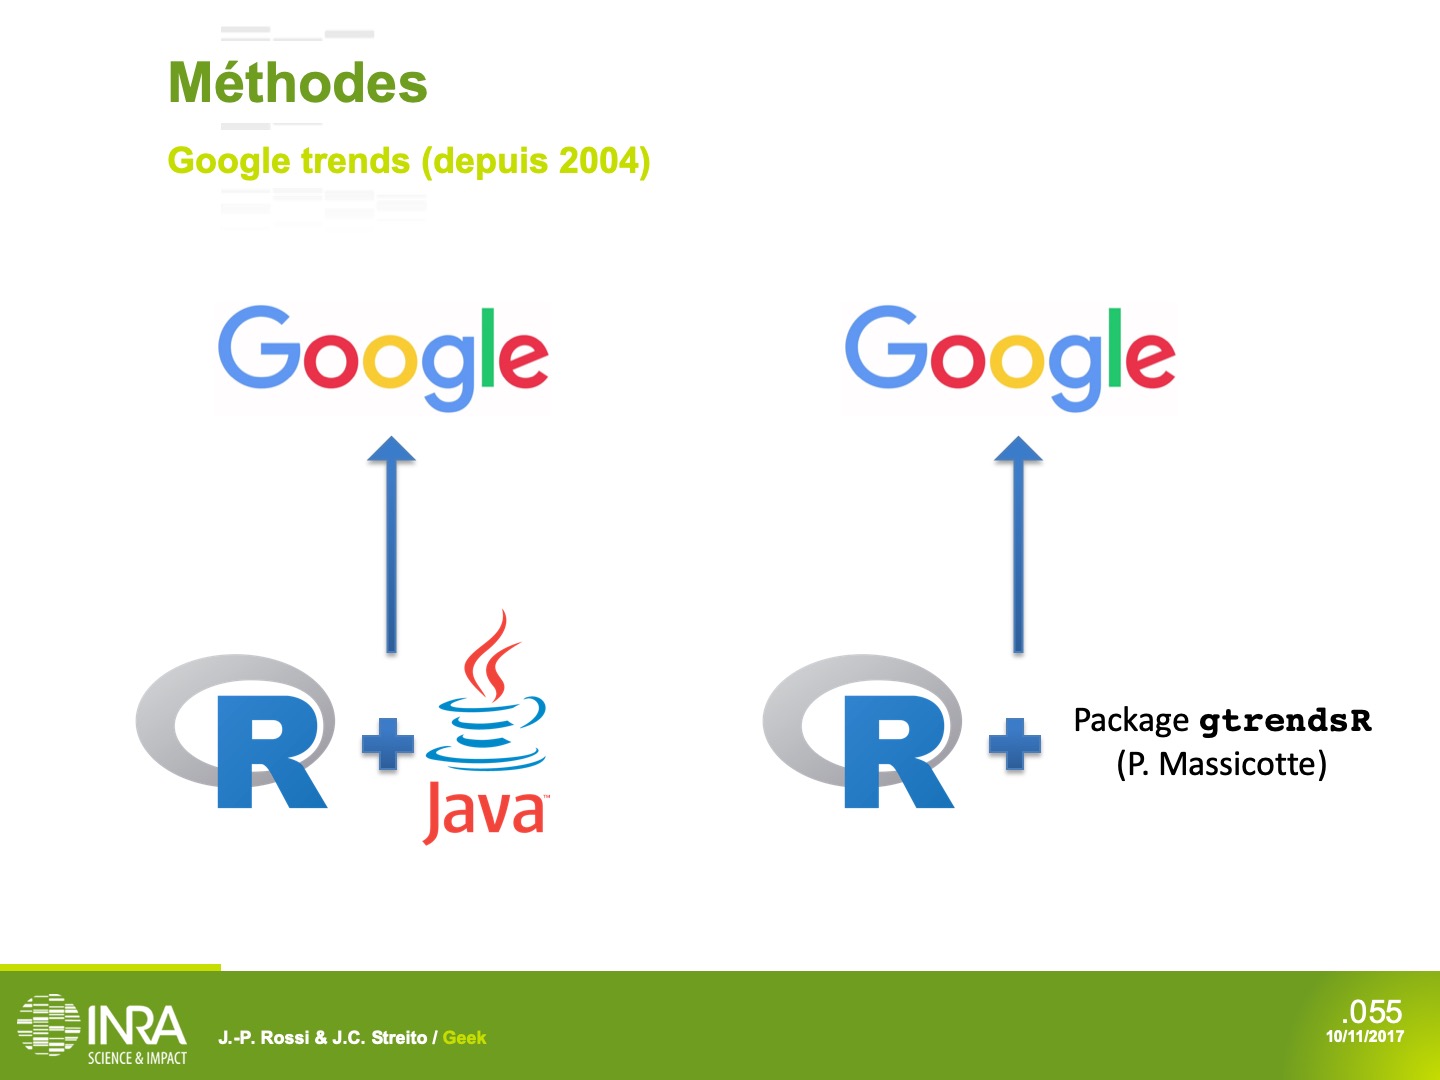 Méthodes
Google trends (depuis 2004)
Google
Google
R
Java™
R
Package gtrendsR
(P. Massicotte)
INRA
SCIENCE & IMPACT
J.-P. Rossi & J.C. Streito / Geek
.055
10/11/2017